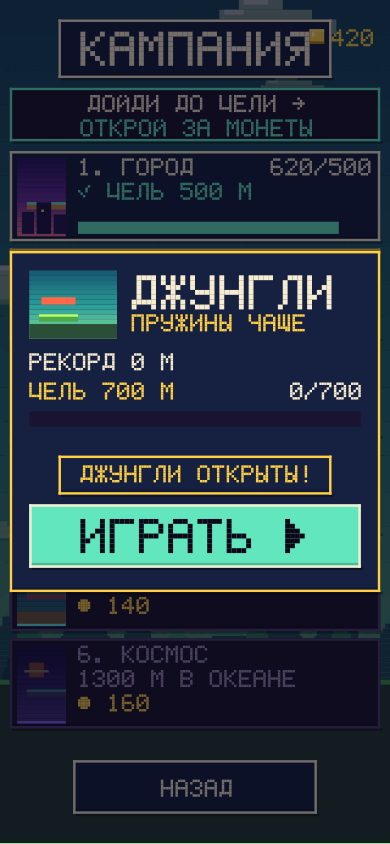 КАМПАНИЯ
420
ДОЙДИ ДО ЦЕЛИ →
ОТКРОЙ ЗА МОНЕТЫ
1. ГОРОД 620/500
✓ ЦЕЛЬ 500 М
ДЖУНГЛИ
ПРУЖИНЫ ЧАЩЕ
РЕКОРД 0 М
ЦЕЛЬ 700 М 0/700
ДЖУНГЛИ ОТКРЫТЫ!
ИГРАТЬ ▶
140
6. КОСМОС
1300 М В ОКЕАНЕ
160
НАЗАД